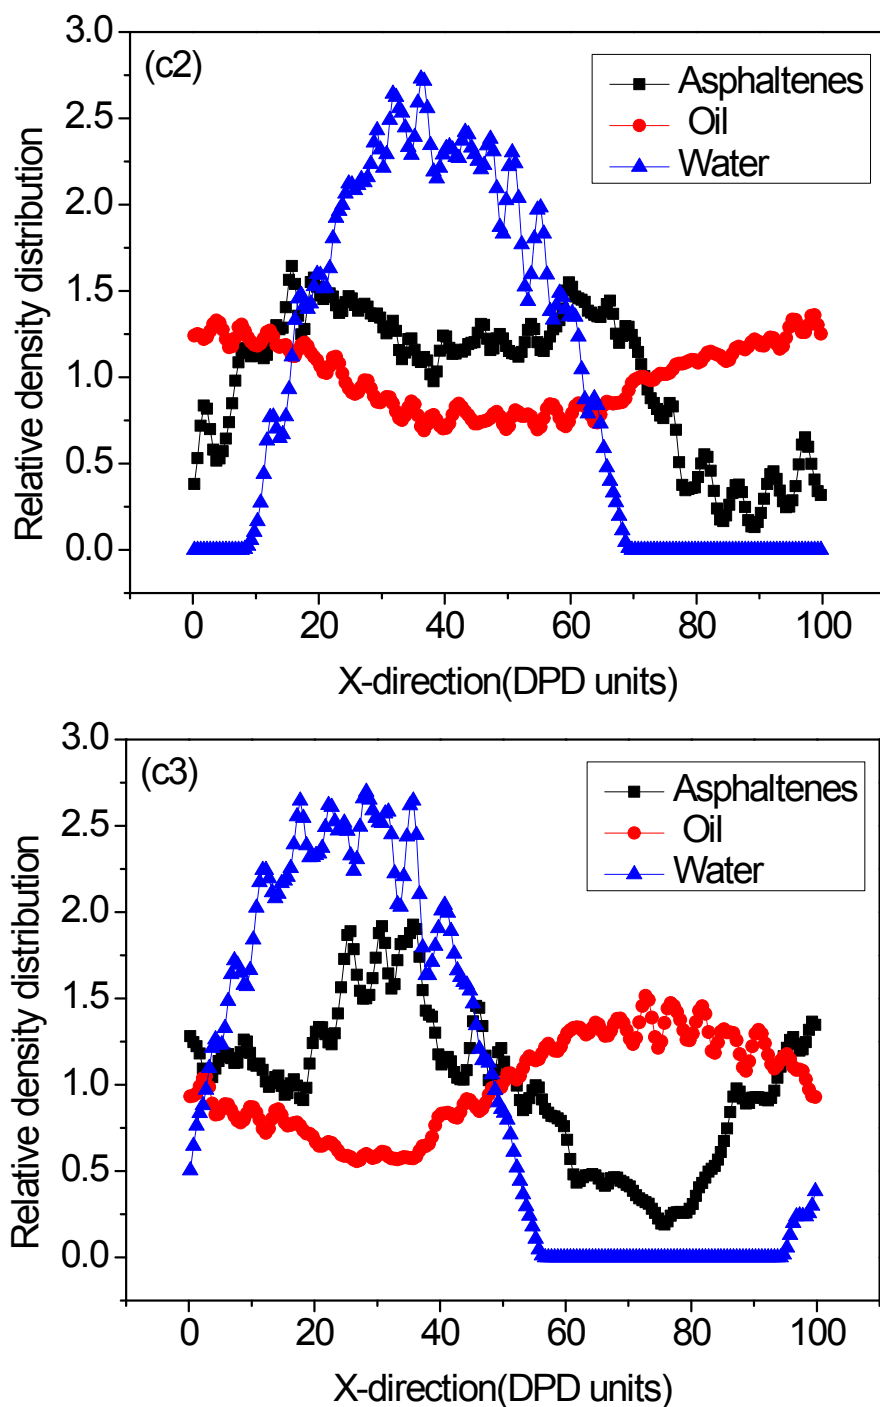 (c2)
Asphaltenes
Oil
Water
Relative density distribution
3.0
2.5
2.0
1.5
1.0
0.5
0.0
0 20 40 60 80 100
X-direction(DPD units)
(c3)
Asphaltenes
Oil
Water
Relative density distribution
3.0
2.5
2.0
1.5
1.0
0.5
0.0
0 20 40 60 80 100
X-direction(DPD units)